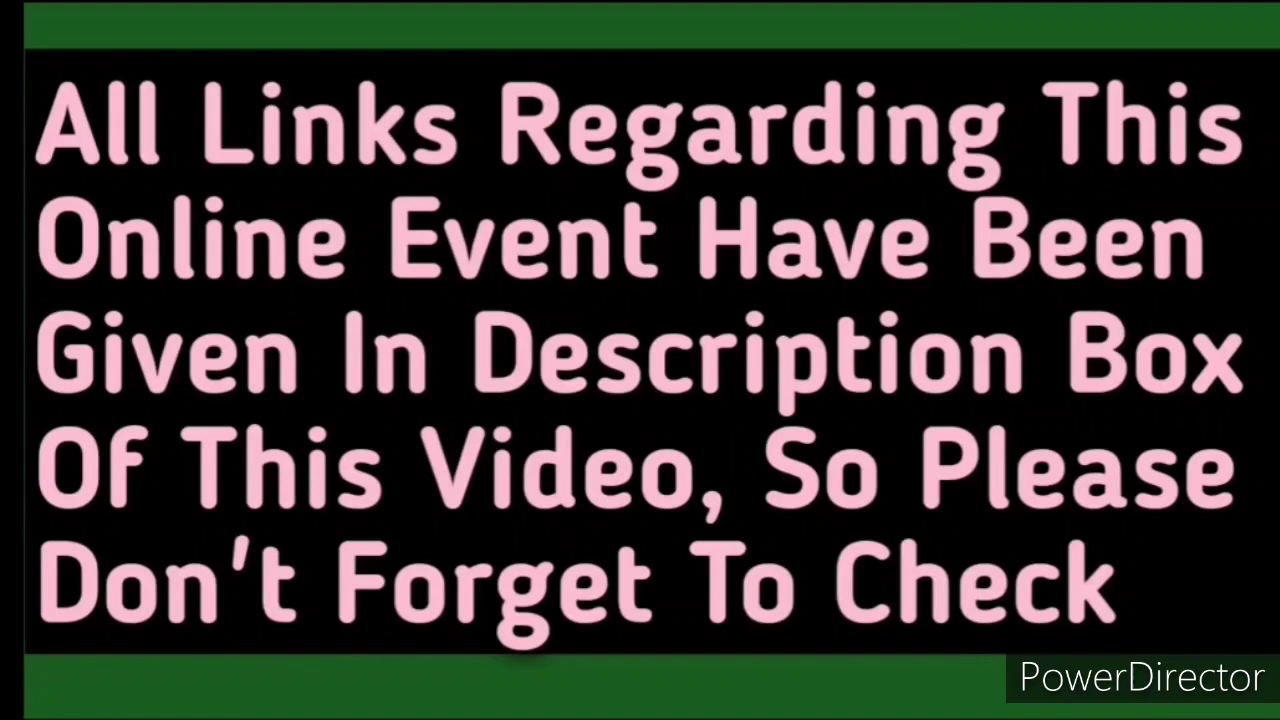 All Links Regarding This
Online Event Have Been
Given In Description Box
Of This Video, So Please
Don't Forget To Check
PowerDirector